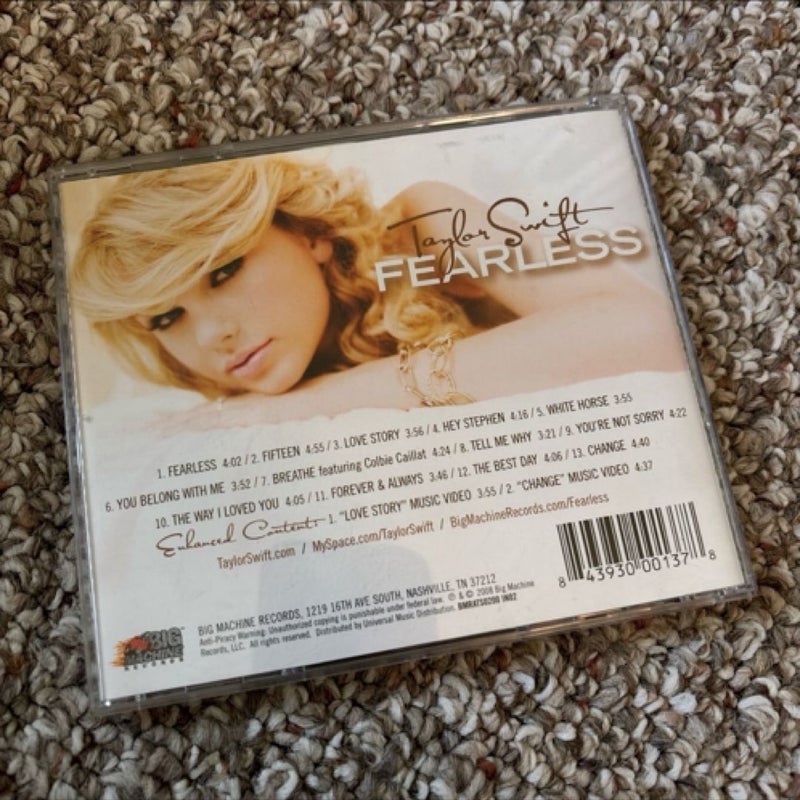 Taylor Swift
FEARLESS
1. FEARLESS 4:02 / 2. FIFTEEN 4:55 / 3. LOVE STORY 3:56 / 4. HEY STEPHEN 4:16 / 5. WHITE HORSE 3:55
6. YOU BELONG WITH ME 3:52 / 7. BREATHE featuring Colbie Caillat 4:24 / 8. TELL ME WHY 3:21 / 9. YOU'RE NOT SORRY 4:22
10. THE WAY I LOVED YOU 4:05 / 11. FOREVER & ALWAYS 3:46 / 12. THE BEST DAY 4:06 / 13. CHANGE 4:40
Enhanced Content: 1. "LOVE STORY" MUSIC VIDEO 3:55 / 2. "CHANGE" MUSIC VIDEO 4:37
TaylorSwift.com / MySpace.com/TaylorSwift / BigMachineRecords.com/Fearless
8 43930 00137 8
BIG MACHINE RECORDS
BIG MACHINE RECORDS, 1219 16TH AVE SOUTH, NASHVILLE, TN 37212
Anti-Piracy Warning: Unauthorized copying is punishable under federal law. ℗ & © 2008 Big Machine
Records, LLC. All rights reserved. Distributed by Universal Music Distribution. BMRATS0200 IN02